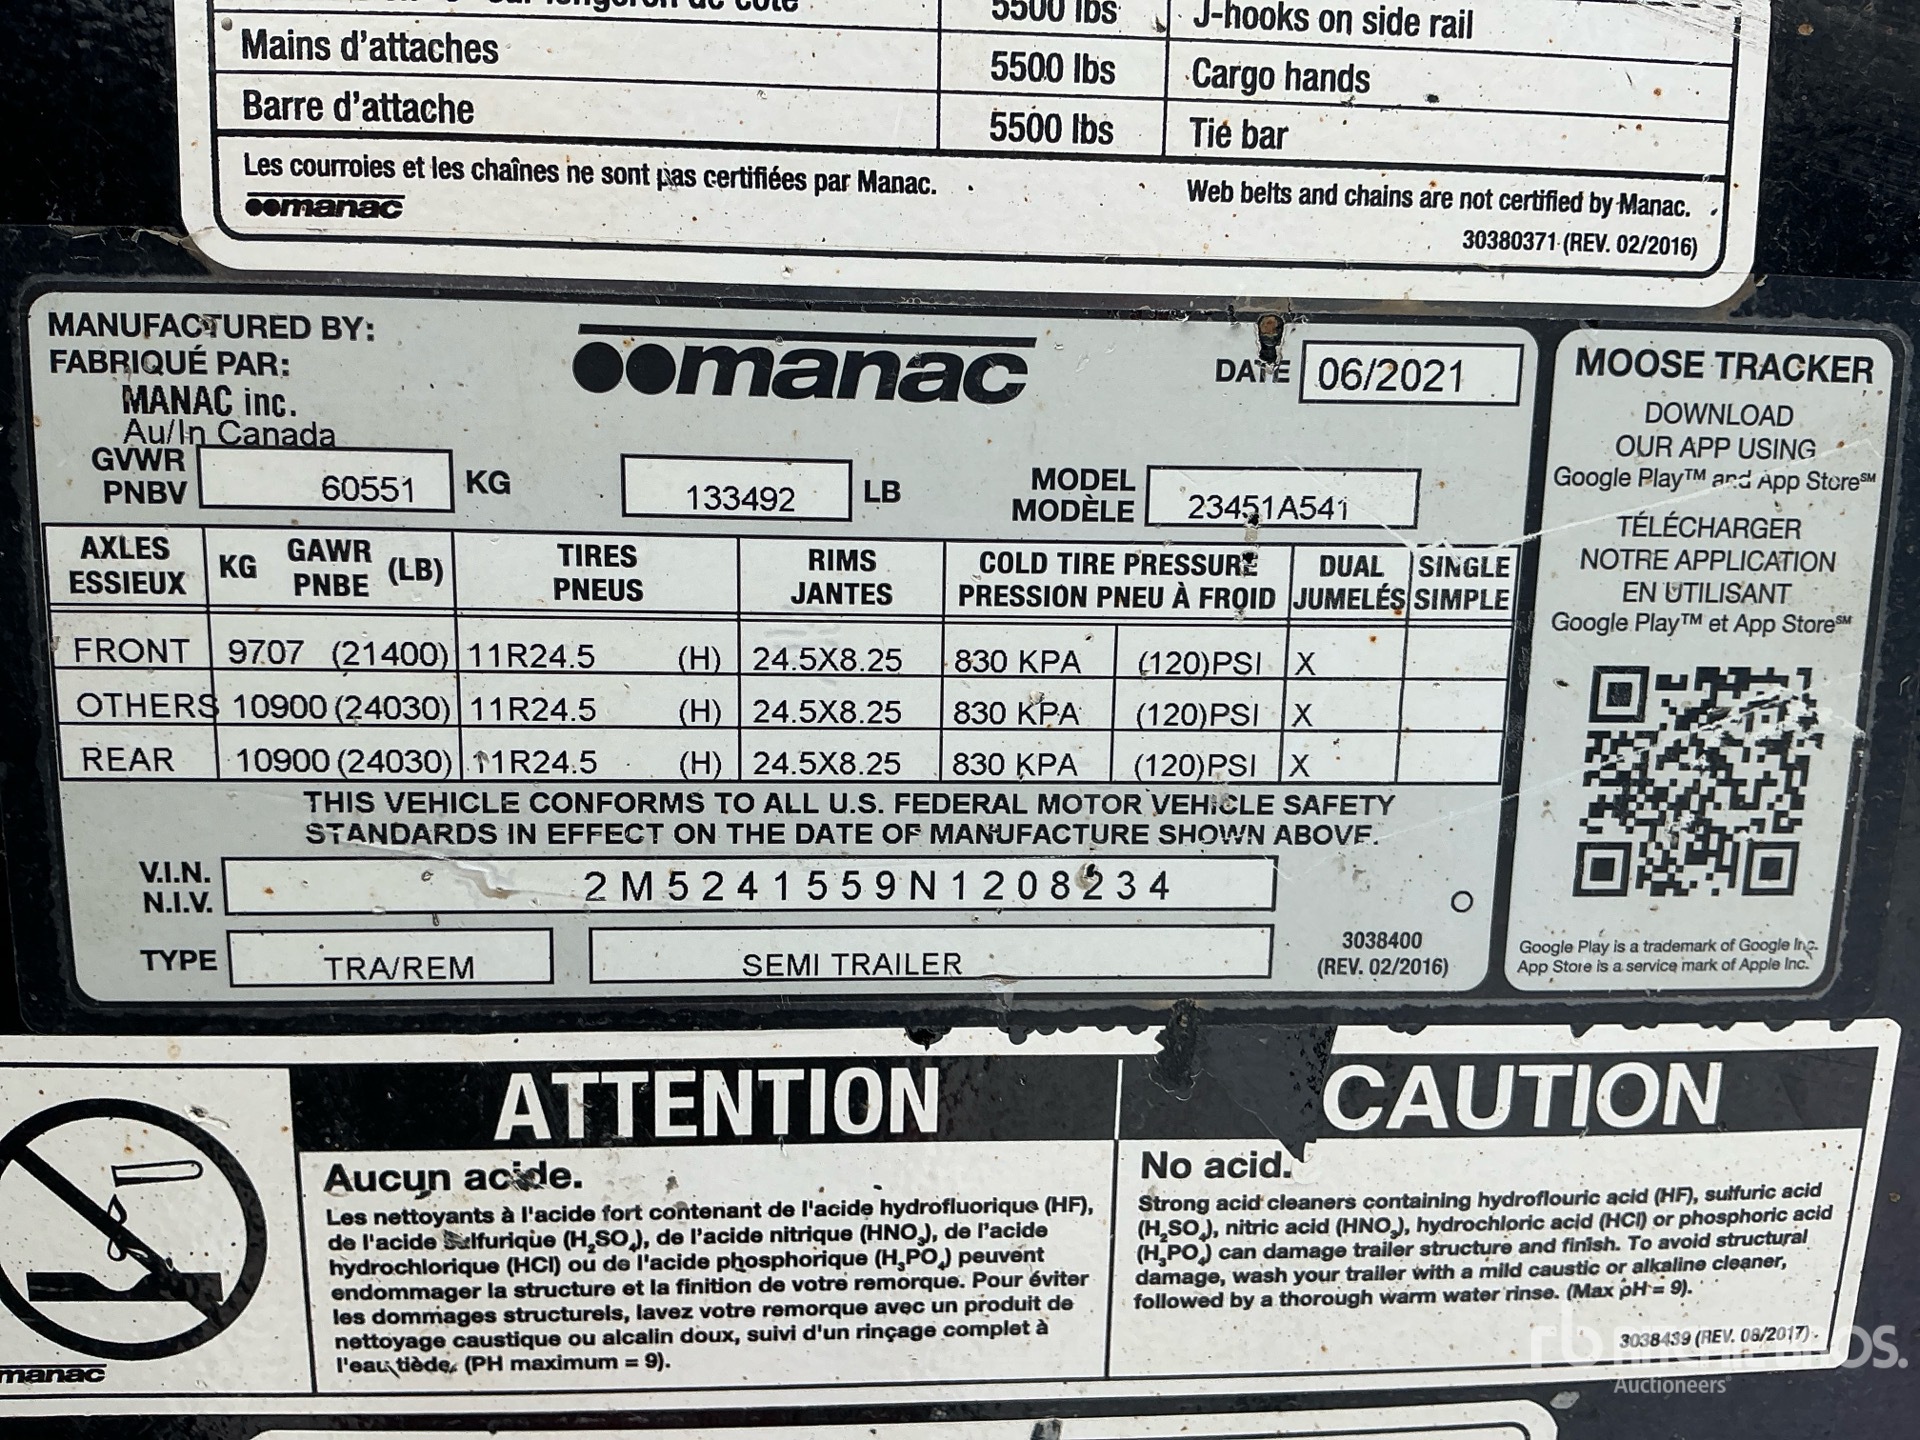 5500 lbs J-hooks on side rail
Mains d'attaches 5500 lbs Cargo hands
Barre d'attache 5500 lbs Tie bar
Les courroies et les chaînes ne sont pas certifiées par Manac.
Web belts and chains are not certified by Manac.
manac
30380371 (REV. 02/2016)
MANUFACTURED BY:
FABRIQUÉ PAR:
MANAC inc.
Au/In Canada
manac
DATE 06/2021
GVWR
PNBV 60551 KG 133492 LB
MODEL
MODÈLE 23451A541
AXLES
ESSIEUX
KG GAWR
PNBE (LB)
TIRES
PNEUS
RIMS
JANTES
COLD TIRE PRESSURE
PRESSION PNEU À FROID
DUAL
JUMELÉS
SINGLE
SIMPLE
FRONT 9707 (21400) 11R24.5 (H) 24.5X8.25 830 KPA (120)PSI X
OTHERS 10900 (24030) 11R24.5 (H) 24.5X8.25 830 KPA (120)PSI X
REAR 10900 (24030) 11R24.5 (H) 24.5X8.25 830 KPA (120)PSI X
THIS VEHICLE CONFORMS TO ALL U.S. FEDERAL MOTOR VEHICLE SAFETY
STANDARDS IN EFFECT ON THE DATE OF MANUFACTURE SHOWN ABOVE.
V.I.N.
N.I.V. 2M5241559N1208234
TYPE TRA/REM SEMI TRAILER
3038400
(REV. 02/2016)
MOOSE TRACKER
DOWNLOAD
OUR APP USING
Google Play™ and App Store℠
TÉLÉCHARGER
NOTRE APPLICATION
EN UTILISANT
Google Play™ et App Store℠
Google Play is a trademark of Google Inc.
App Store is a service mark of Apple Inc.
ATTENTION
Aucun acide.
Les nettoyants à l'acide fort contenant de l'acide hydrofluorique (HF),
de l'acide sulfurique (H₂SO₄), de l'acide nitrique (HNO₃), de l'acide
hydrochlorique (HCl) ou de l'acide phosphorique (H₃PO₄) peuvent
endommager la structure et la finition de votre remorque. Pour éviter
les dommages structurels, lavez votre remorque avec un produit de
nettoyage caustique ou alcalin doux, suivi d'un rinçage complet à
l'eau tiède. (PH maximum = 9).
manac
CAUTION
No acid.
Strong acid cleaners containing hydroflouric acid (HF), sulfuric acid
(H₂SO₄), nitric acid (HNO₃), hydrochloric acid (HCl) or phosphoric acid
(H₃PO₄) can damage trailer structure and finish. To avoid structural
damage, wash your trailer with a mild caustic or alkaline cleaner,
followed by a thorough warm water rinse. (Max pH = 9).
3038439 (REV. 08/2017)
rb RITCHIE BROS.
Auctioneers